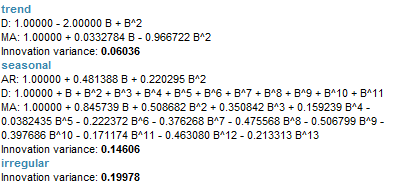 trend
D: 1.00000 - 2.00000 B + B^2
MA: 1.00000 + 0.0332784 B - 0.966722 B^2
Innovation variance: 0.06036
seasonal
AR: 1.00000 + 0.481388 B + 0.220295 B^2
D: 1.00000 + B + B^2 + B^3 + B^4 + B^5 + B^6 + B^7 + B^8 + B^9 + B^10 + B^11
MA: 1.00000 + 0.845739 B + 0.508682 B^2 + 0.350842 B^3 + 0.159239 B^4 -
0.0382435 B^5 - 0.222372 B^6 - 0.376268 B^7 - 0.475568 B^8 - 0.506799 B^9 -
0.397686 B^10 - 0.171174 B^11 - 0.463080 B^12 - 0.213313 B^13
Innovation variance: 0.14606
irregular
Innovation variance: 0.19978